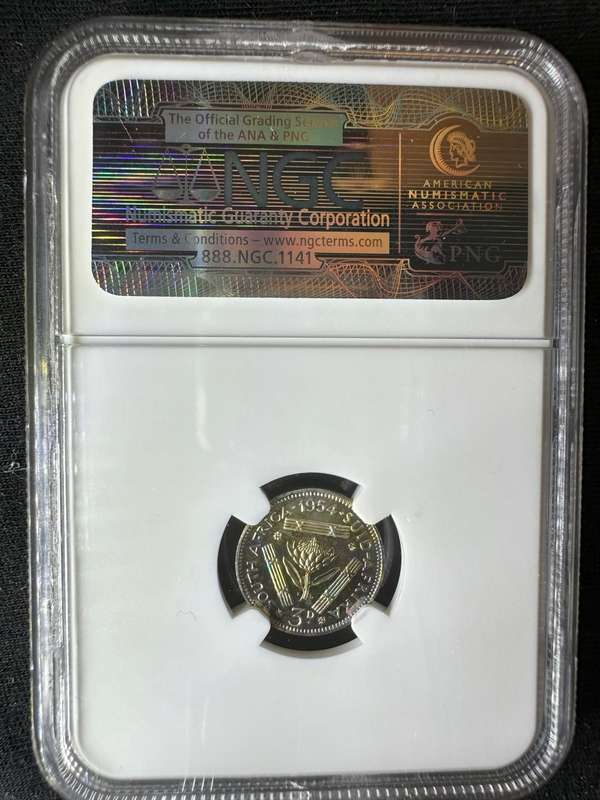 The Official Grading Service
of the ANA & PNG
NGC
Numismatic Guaranty Corporation
Terms & Conditions – www.ngcterms.com
888.NGC.1141
AMERICAN
NUMISMATIC
ASSOCIATION
PNG
SOUTH AFRICA · 1954 · SUID-AFRIKA
3D